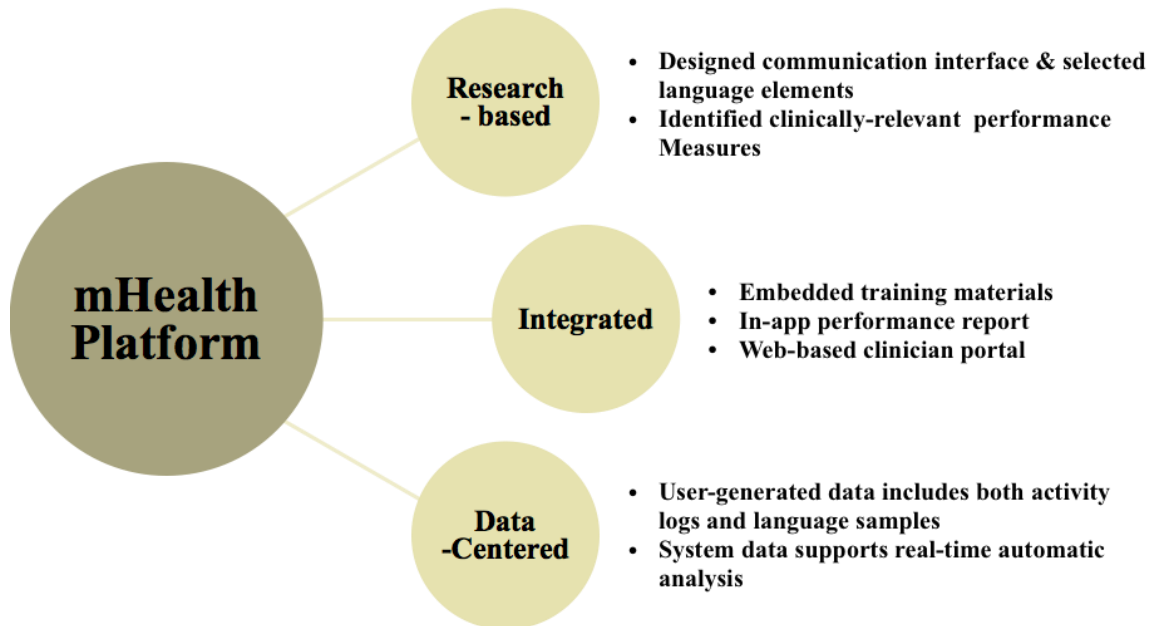 mHealth
Platform
Research
- based
• Designed communication interface & selected
language elements
• Identified clinically-relevant performance
Measures
Integrated
• Embedded training materials
• In-app performance report
• Web-based clinician portal
Data
-Centered
• User-generated data includes both activity
logs and language samples
• System data supports real-time automatic
analysis